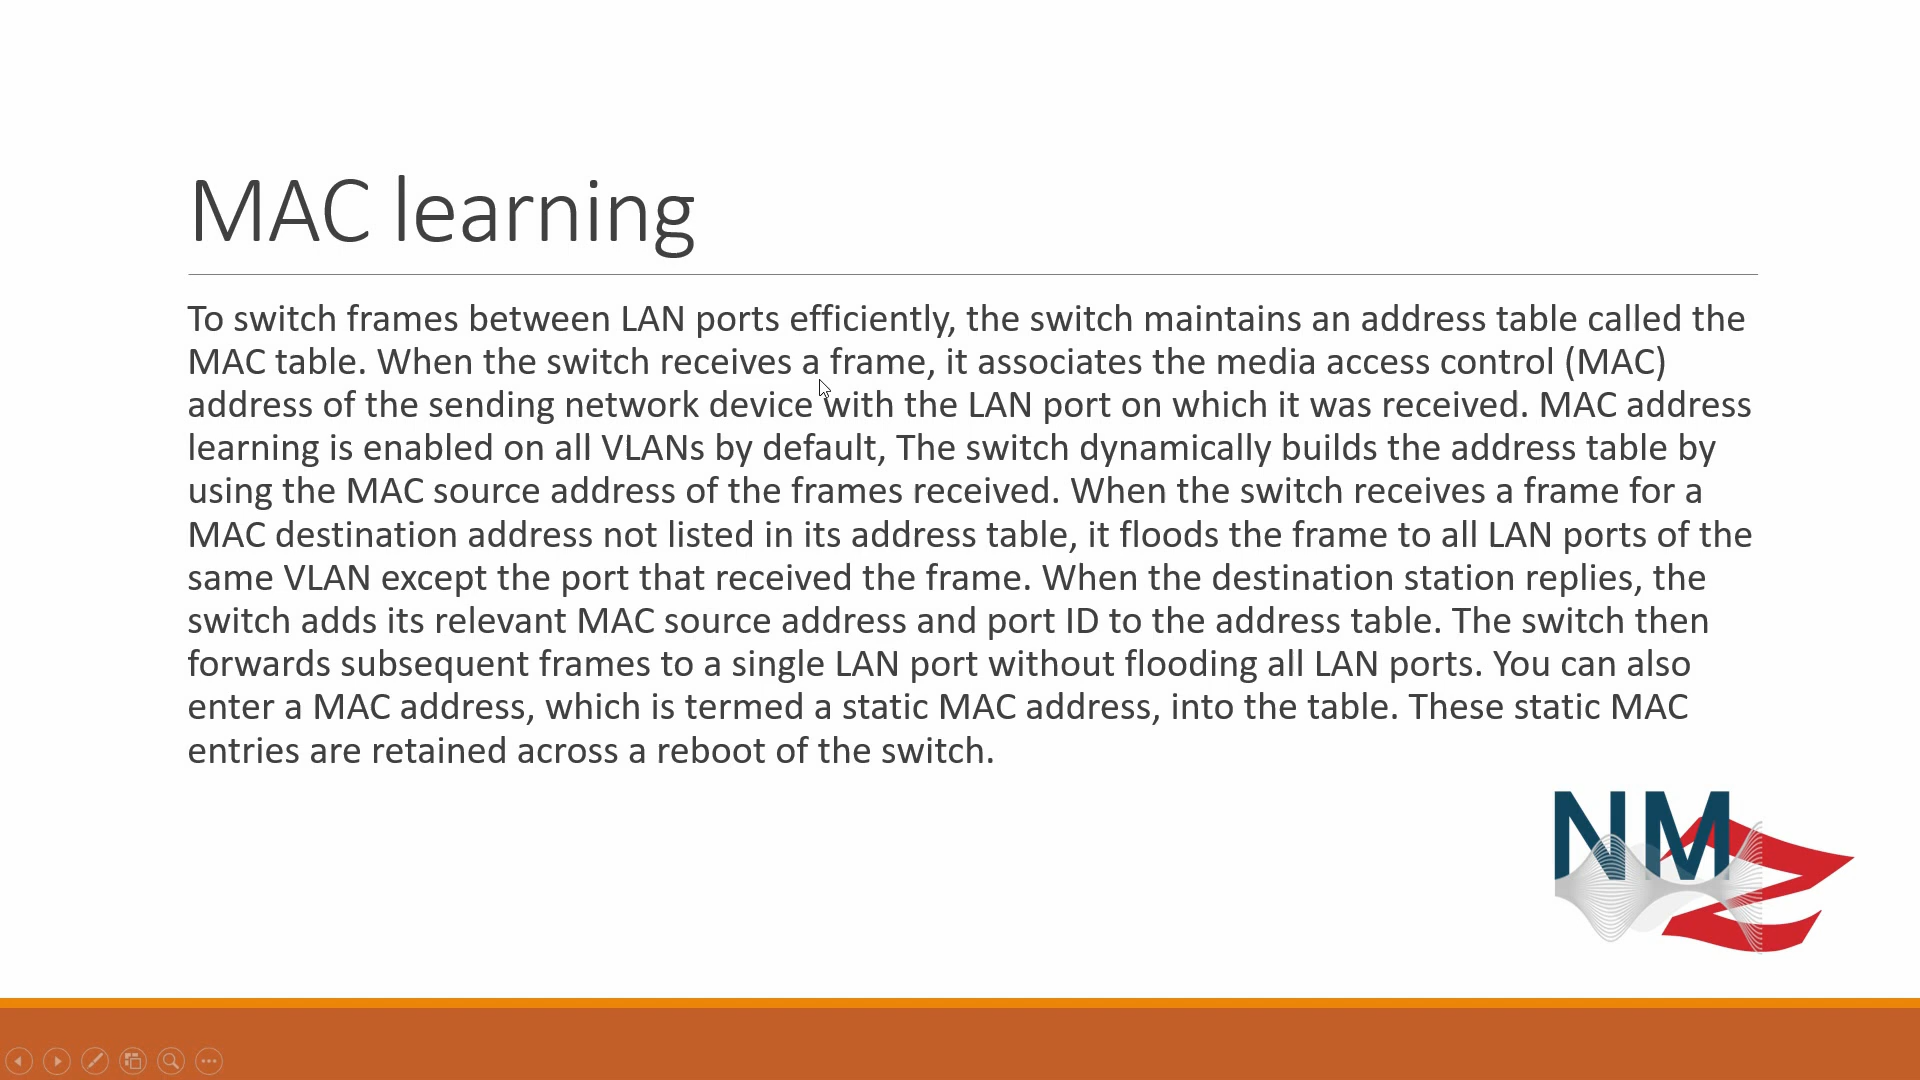 MAC learning
To switch frames between LAN ports efficiently, the switch maintains an address table called the
MAC table. When the switch receives a frame, it associates the media access control (MAC)
address of the sending network device with the LAN port on which it was received. MAC address
learning is enabled on all VLANs by default, The switch dynamically builds the address table by
using the MAC source address of the frames received. When the switch receives a frame for a
MAC destination address not listed in its address table, it floods the frame to all LAN ports of the
same VLAN except the port that received the frame. When the destination station replies, the
switch adds its relevant MAC source address and port ID to the address table. The switch then
forwards subsequent frames to a single LAN port without flooding all LAN ports. You can also
enter a MAC address, which is termed a static MAC address, into the table. These static MAC
entries are retained across a reboot of the switch.
NM